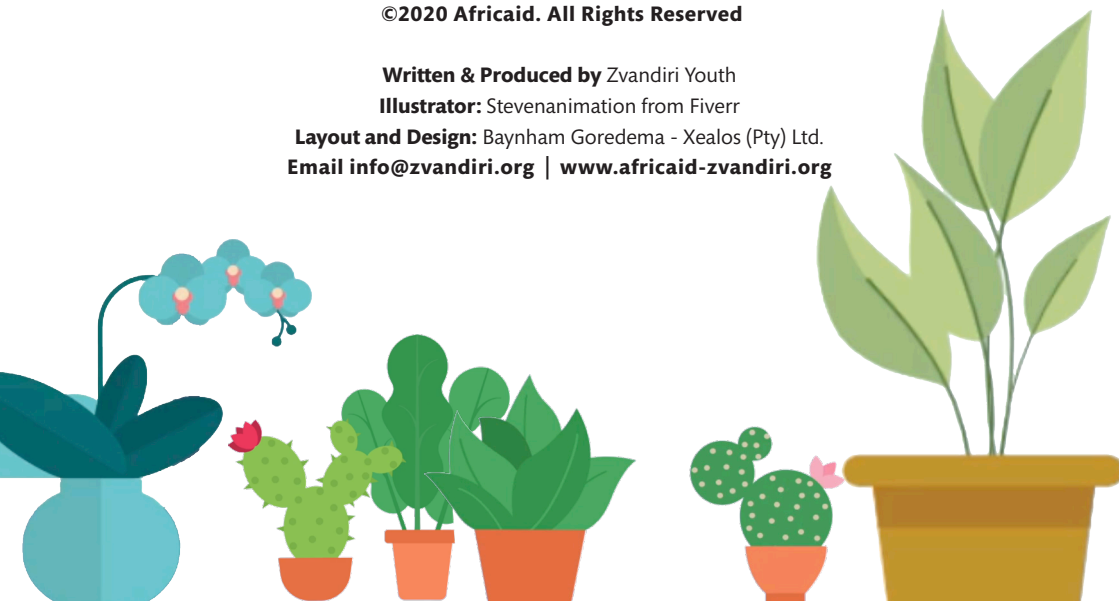 ©2020 Africaid. All Rights Reserved
Written & Produced by Zvandiri Youth
Illustrator: Stevenanimation from Fiverr
Layout and Design: Baynham Goredema - Xealos (Pty) Ltd.
Email info@zvandiri.org | www.africaid-zvandiri.org